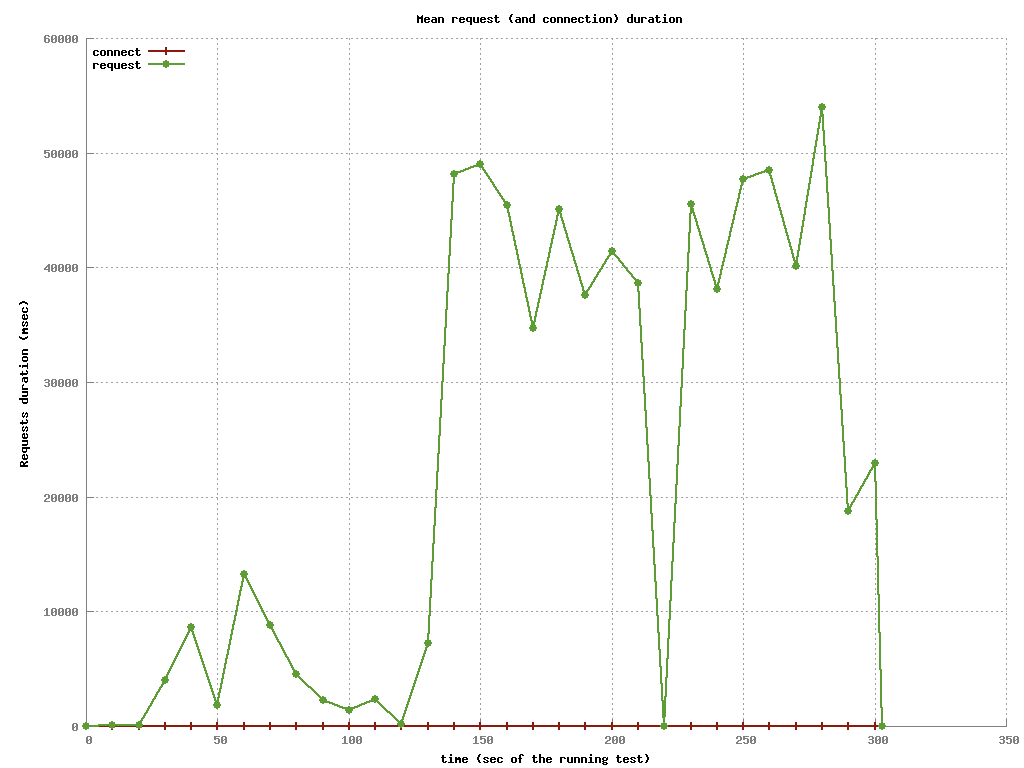 Mean request (and connection) duration
60000
connect
request
50000
40000
30000
20000
10000
0
Requests duration (msec)
0 50 100 150 200 250 300 350
time (sec of the running test)